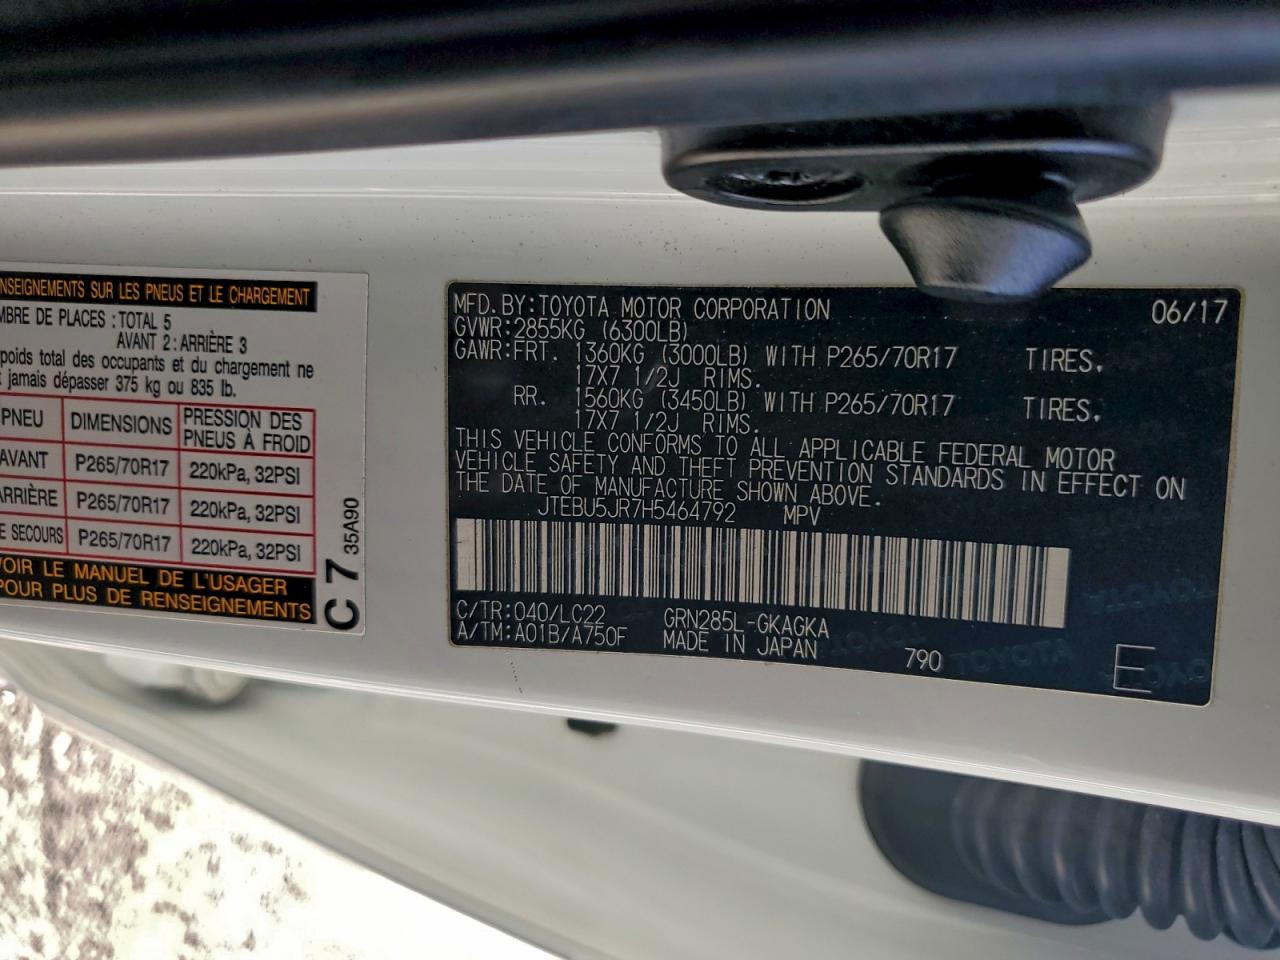 NSEIGNEMENTS SUR LES PNEUS ET LE CHARGEMENT
MBRE DE PLACES : TOTAL 5
AVANT 2 : ARRIÈRE 3
poids total des occupants et du chargement ne
jamais dépasser 375 kg ou 835 lb.
PNEU DIMENSIONS PRESSION DES PNEUS À FROID
AVANT P265/70R17 220kPa, 32PSI
ARRIÈRE P265/70R17 220kPa, 32PSI
E SECOURS P265/70R17 220kPa, 32PSI
VOIR LE MANUEL DE L'USAGER
POUR PLUS DE RENSEIGNEMENTS
C 7 35A90
MFD. BY: TOYOTA MOTOR CORPORATION 06/17
GVWR: 2855KG (6300LB)
GAWR: FRT. 1360KG (3000LB) WITH P265/70R17 TIRES,
17X7 1/2J RIMS.
RR. 1560KG (3450LB) WITH P265/70R17 TIRES,
17X7 1/2J RIMS.
THIS VEHICLE CONFORMS TO ALL APPLICABLE FEDERAL MOTOR
VEHICLE SAFETY AND THEFT PREVENTION STANDARDS IN EFFECT ON
THE DATE OF MANUFACTURE SHOWN ABOVE.
JTEBU5JR7H5464792 MPV
C/TR: 040/LC22 GRN285L-GKAGKA
A/TM: A01B/A750F MADE IN JAPAN 790 E
TOYOTA
TOYOTA